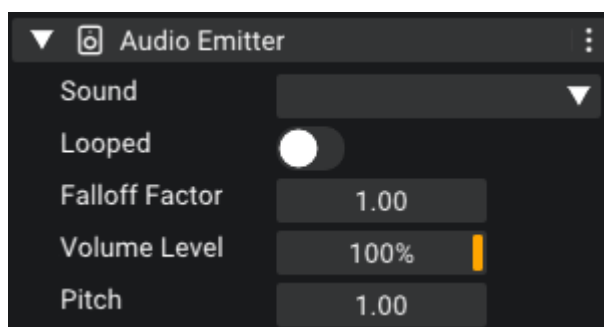 Audio Emitter
Sound
Looped
Falloff Factor 1.00
Volume Level 100%
Pitch 1.00